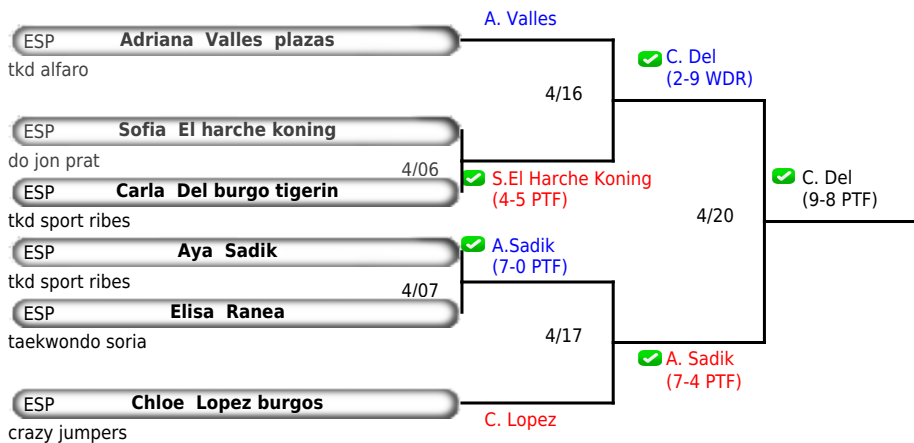 A. Valles
ESP Adriana Valles plazas
tkd alfaro
C. Del
(2-9 WDR)
4/16
ESP Sofia El harche koning
do jon prat
4/06
S.El Harche Koning
(4-5 PTF)
ESP Carla Del burgo tigerin
tkd sport ribes
C. Del
(9-8 PTF)
4/20
ESP Aya Sadik
tkd sport ribes
A.Sadik
(7-0 PTF)
4/07
ESP Elisa Ranea
taekwondo soria
4/17
A. Sadik
(7-4 PTF)
ESP Chloe Lopez burgos
crazy jumpers
C. Lopez